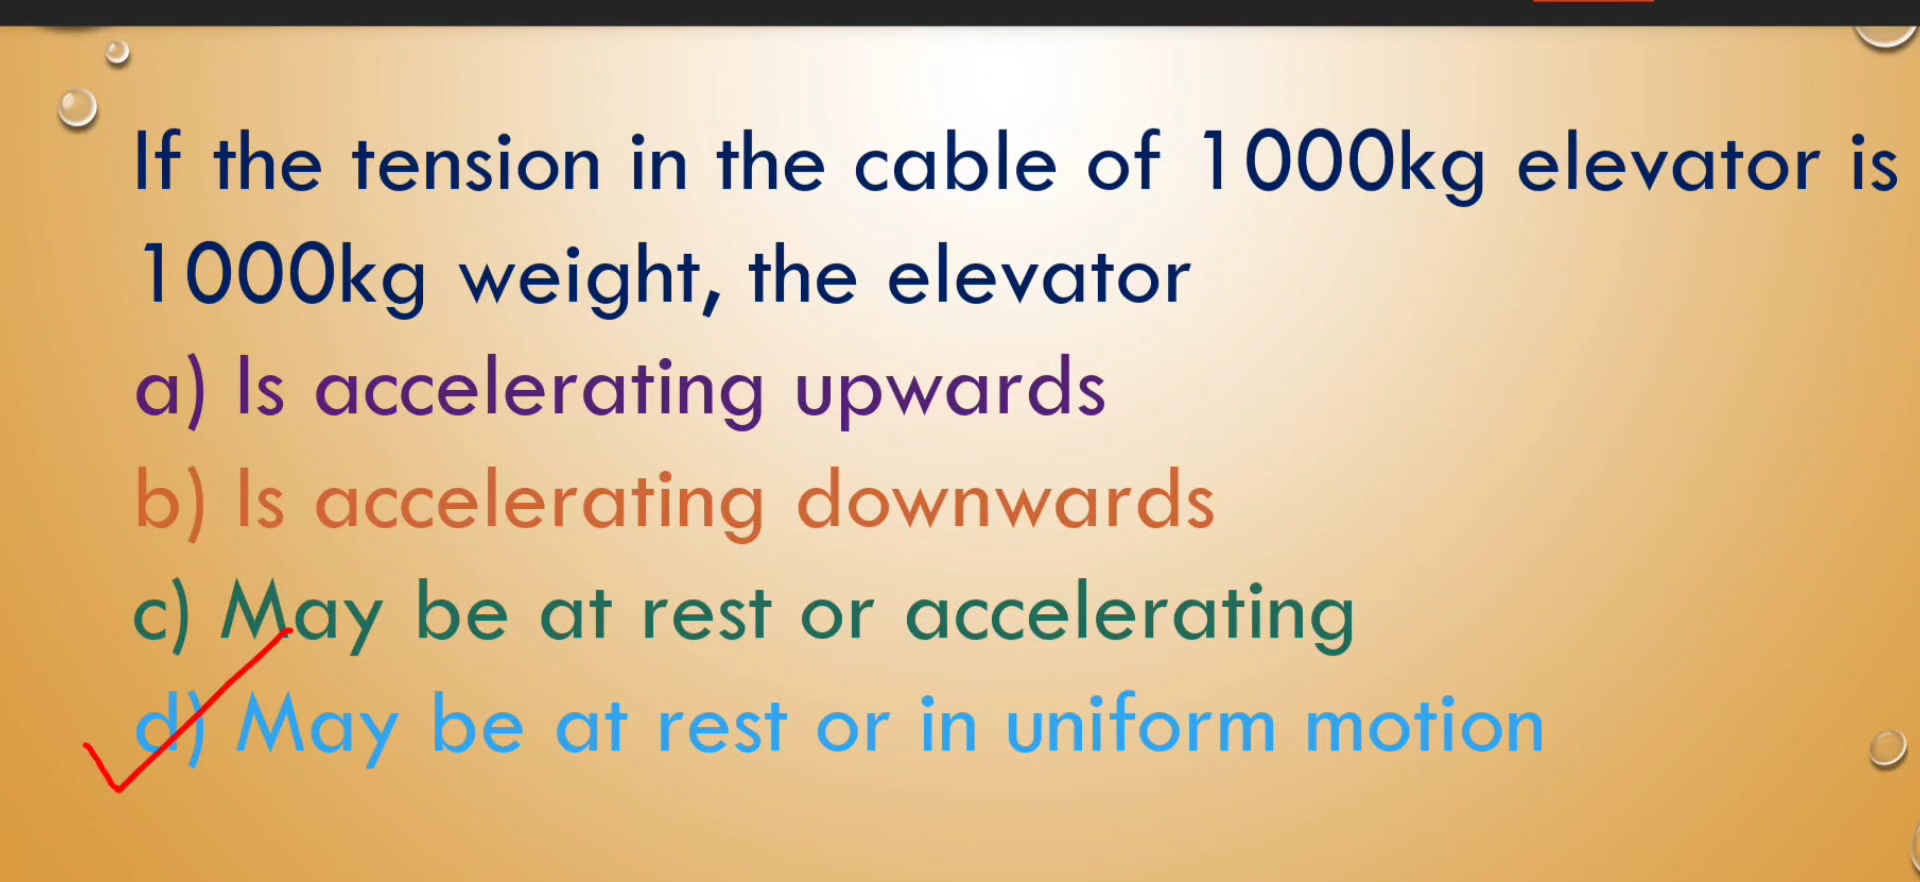 If the tension in the cable of 1000kg elevator is
1000kg weight, the elevator
a) Is accelerating upwards
b) Is accelerating downwards
c) May be at rest or accelerating
d) May be at rest or in uniform motion